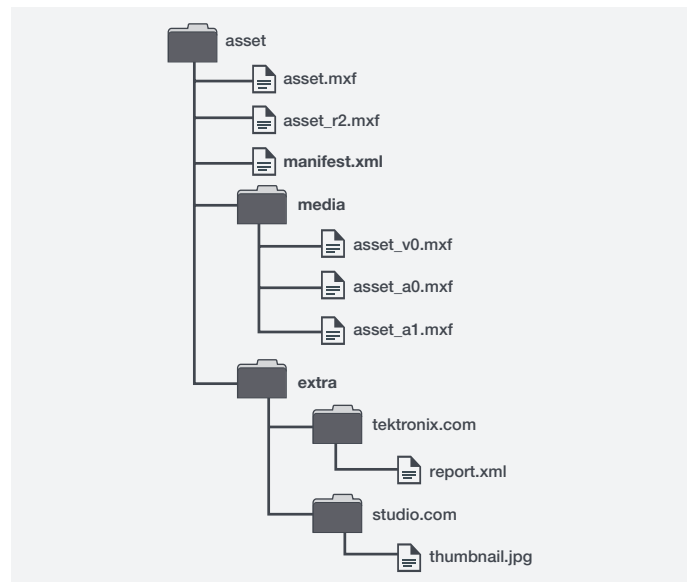 asset
asset.mxf
asset_r2.mxf
manifest.xml
media
asset_v0.mxf
asset_a0.mxf
asset_a1.mxf
extra
tektronix.com
report.xml
studio.com
thumbnail.jpg